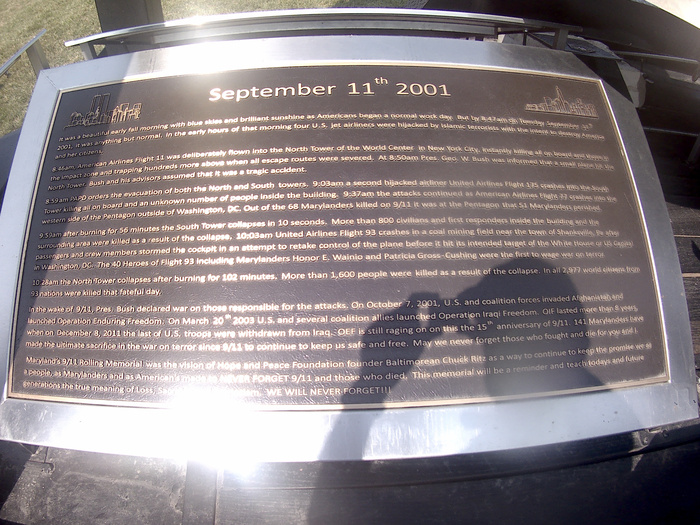 September 11th 2001
It was a beautiful early fall morning with blue skies and brilliant sunshine as Americans began a normal work day. But by 8:47am on Tuesday September 11th
2001, it was anything but normal. In the early hours of that morning four U.S. jet airliners were hijacked by Islamic terrorists with the intent to destroy America
and her citizens.
8:46am, American Airlines Flight 11 was deliberately flown into the North Tower of the World Center in New York City, instantly killing all on board and those in
the impact zone and trapping hundreds more above when all escape routes were severed. At 8:50am Pres. Geo. W. Bush was informed that a plane hit the
North Tower. Bush and his advisors assumed that it was a tragic accident.
8:59am orders the evacuation of both the North and South towers. 9:03am a second hijacked airliner United Airlines Flight crashes into the South
Tower killing all on board and an unknown number of people inside the building. 9:37am the attacks continued as American Airlines Flight crashes into the
western side of the Pentagon outside of Washington, DC. Out of the 68 Marylanders killed on 9/11 it was at the Pentagon that 51 Marylanders perished.
9:59am after burning for 56 minutes the South Tower collapses in 10 seconds. More than 800 civilians and first responders inside the building and the
surrounding area were killed as a result of the collapse. 10:03am United Airlines Flight 93 crashes in a coal mining field near the town of Shanksville, Pa after
passengers and crew members stormed the cockpit in an attempt to retake control of the plane before it hit its intended target of the White House or US Capitol
in Washington, DC. The 40 Heroes of Flight 93 including Marylanders Honor E. Wainio and Patricia Gross-Cushing were the first to wage war on terror.
10:28am the North Tower collapses after burning for 102 minutes. More than 1,600 people were killed as a result of the collapse. In all 2,977 world citizens from
93 nations were killed that fateful day.
In the wake of 9/11, Pres. Bush declared war on those responsible for the attacks. On October 7, 2001, U.S. and coalition forces invaded Afghanistan and
launched Operation Enduring Freedom. On March 20th 2003 U.S. and several coalition allies launched Operation Iraqi Freedom. OIF lasted more than 8 years
when on December 8, 2011 the last of U.S. troops were withdrawn from Iraq. OEF is still raging on on this the 15th anniversary of 9/11. 141 Marylanders have
made the ultimate sacrifice in the war on terror since 9/11 to continue to keep us safe and free. May we never forget those who fought and died for you and I.
Maryland's 9/11 Rolling Memorial was the vision of Hope and Peace Foundation founder Baltimorean Chuck Ritz as a way to continue to keep the promise we as
a people, as Marylanders and as American's made to NEVER FORGET 9/11 and those who died. This memorial will be a reminder and teach todays and future
generations the true meaning of Loss, WE WILL NEVER FORGET!!!